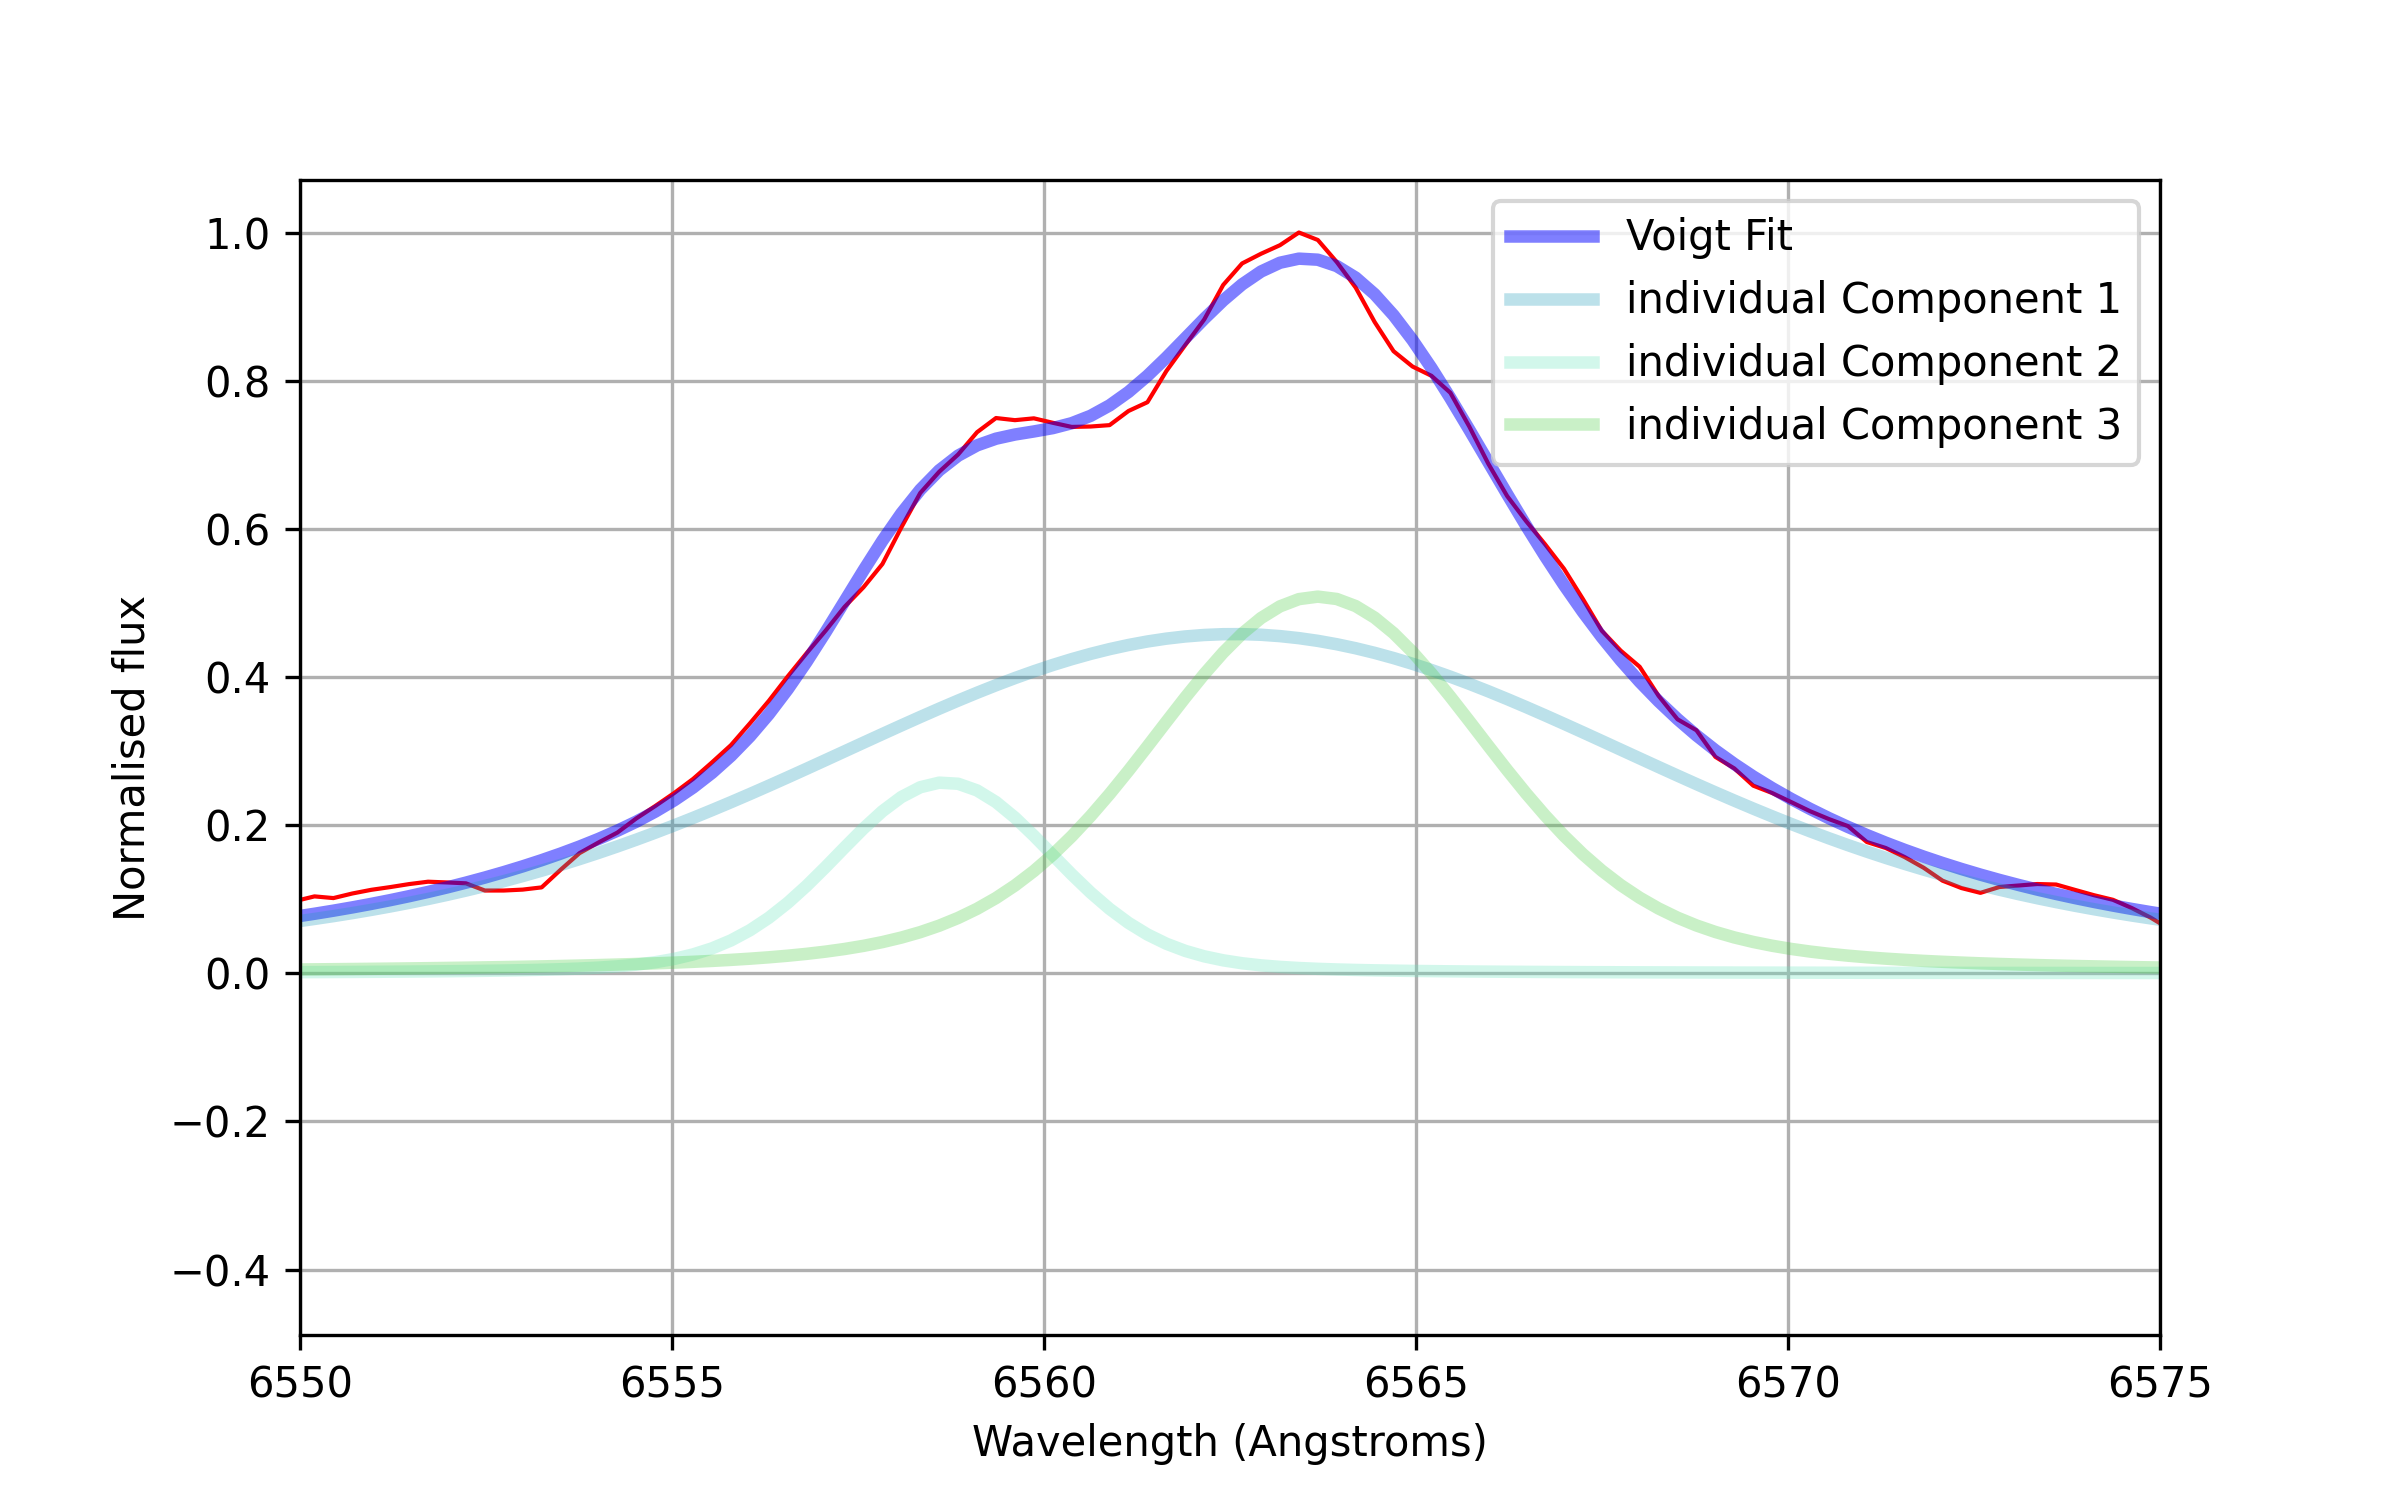 Voigt Fit
individual Component 1
individual Component 2
individual Component 3
1.0
0.8
0.6
0.4
0.2
0.0
−0.2
−0.4
Normalised flux
6550 6555 6560 6565 6570 6575
Wavelength (Angstroms)